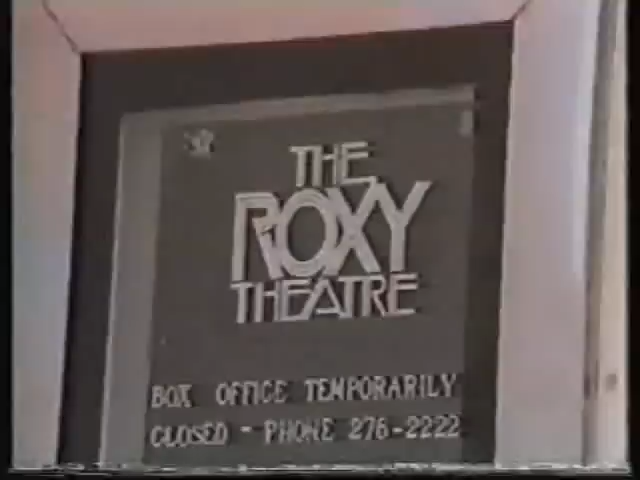 THE
ROXY
THEATRE
BOX OFFICE TEMPORARILY
CLOSED - PHONE 276-2222